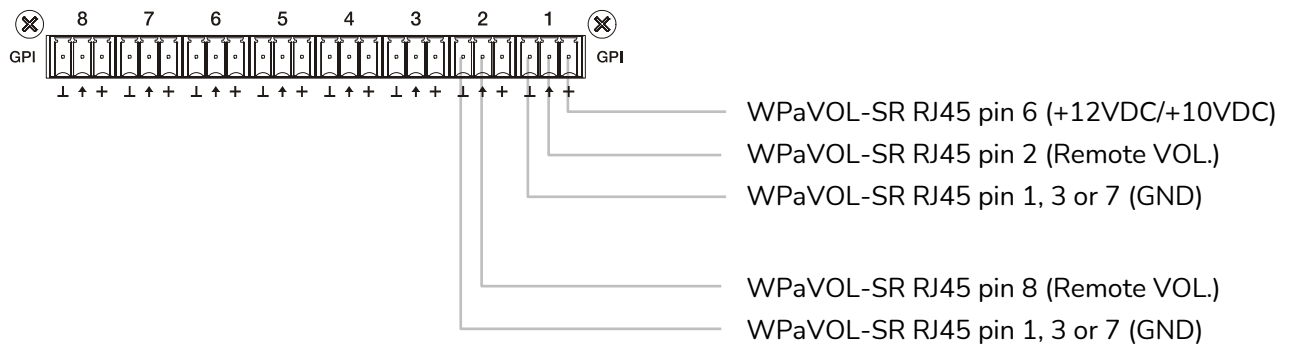 8 7 6 5 4 3 2 1
GPI GPI
⊥ ↑ + ⊥ ↑ + ⊥ ↑ + ⊥ ↑ + ⊥ ↑ + ⊥ ↑ + ⊥ ↑ + ⊥ ↑ +
WPaVOL-SR RJ45 pin 6 (+12VDC/+10VDC)
WPaVOL-SR RJ45 pin 2 (Remote VOL.)
WPaVOL-SR RJ45 pin 1, 3 or 7 (GND)
WPaVOL-SR RJ45 pin 8 (Remote VOL.)
WPaVOL-SR RJ45 pin 1, 3 or 7 (GND)